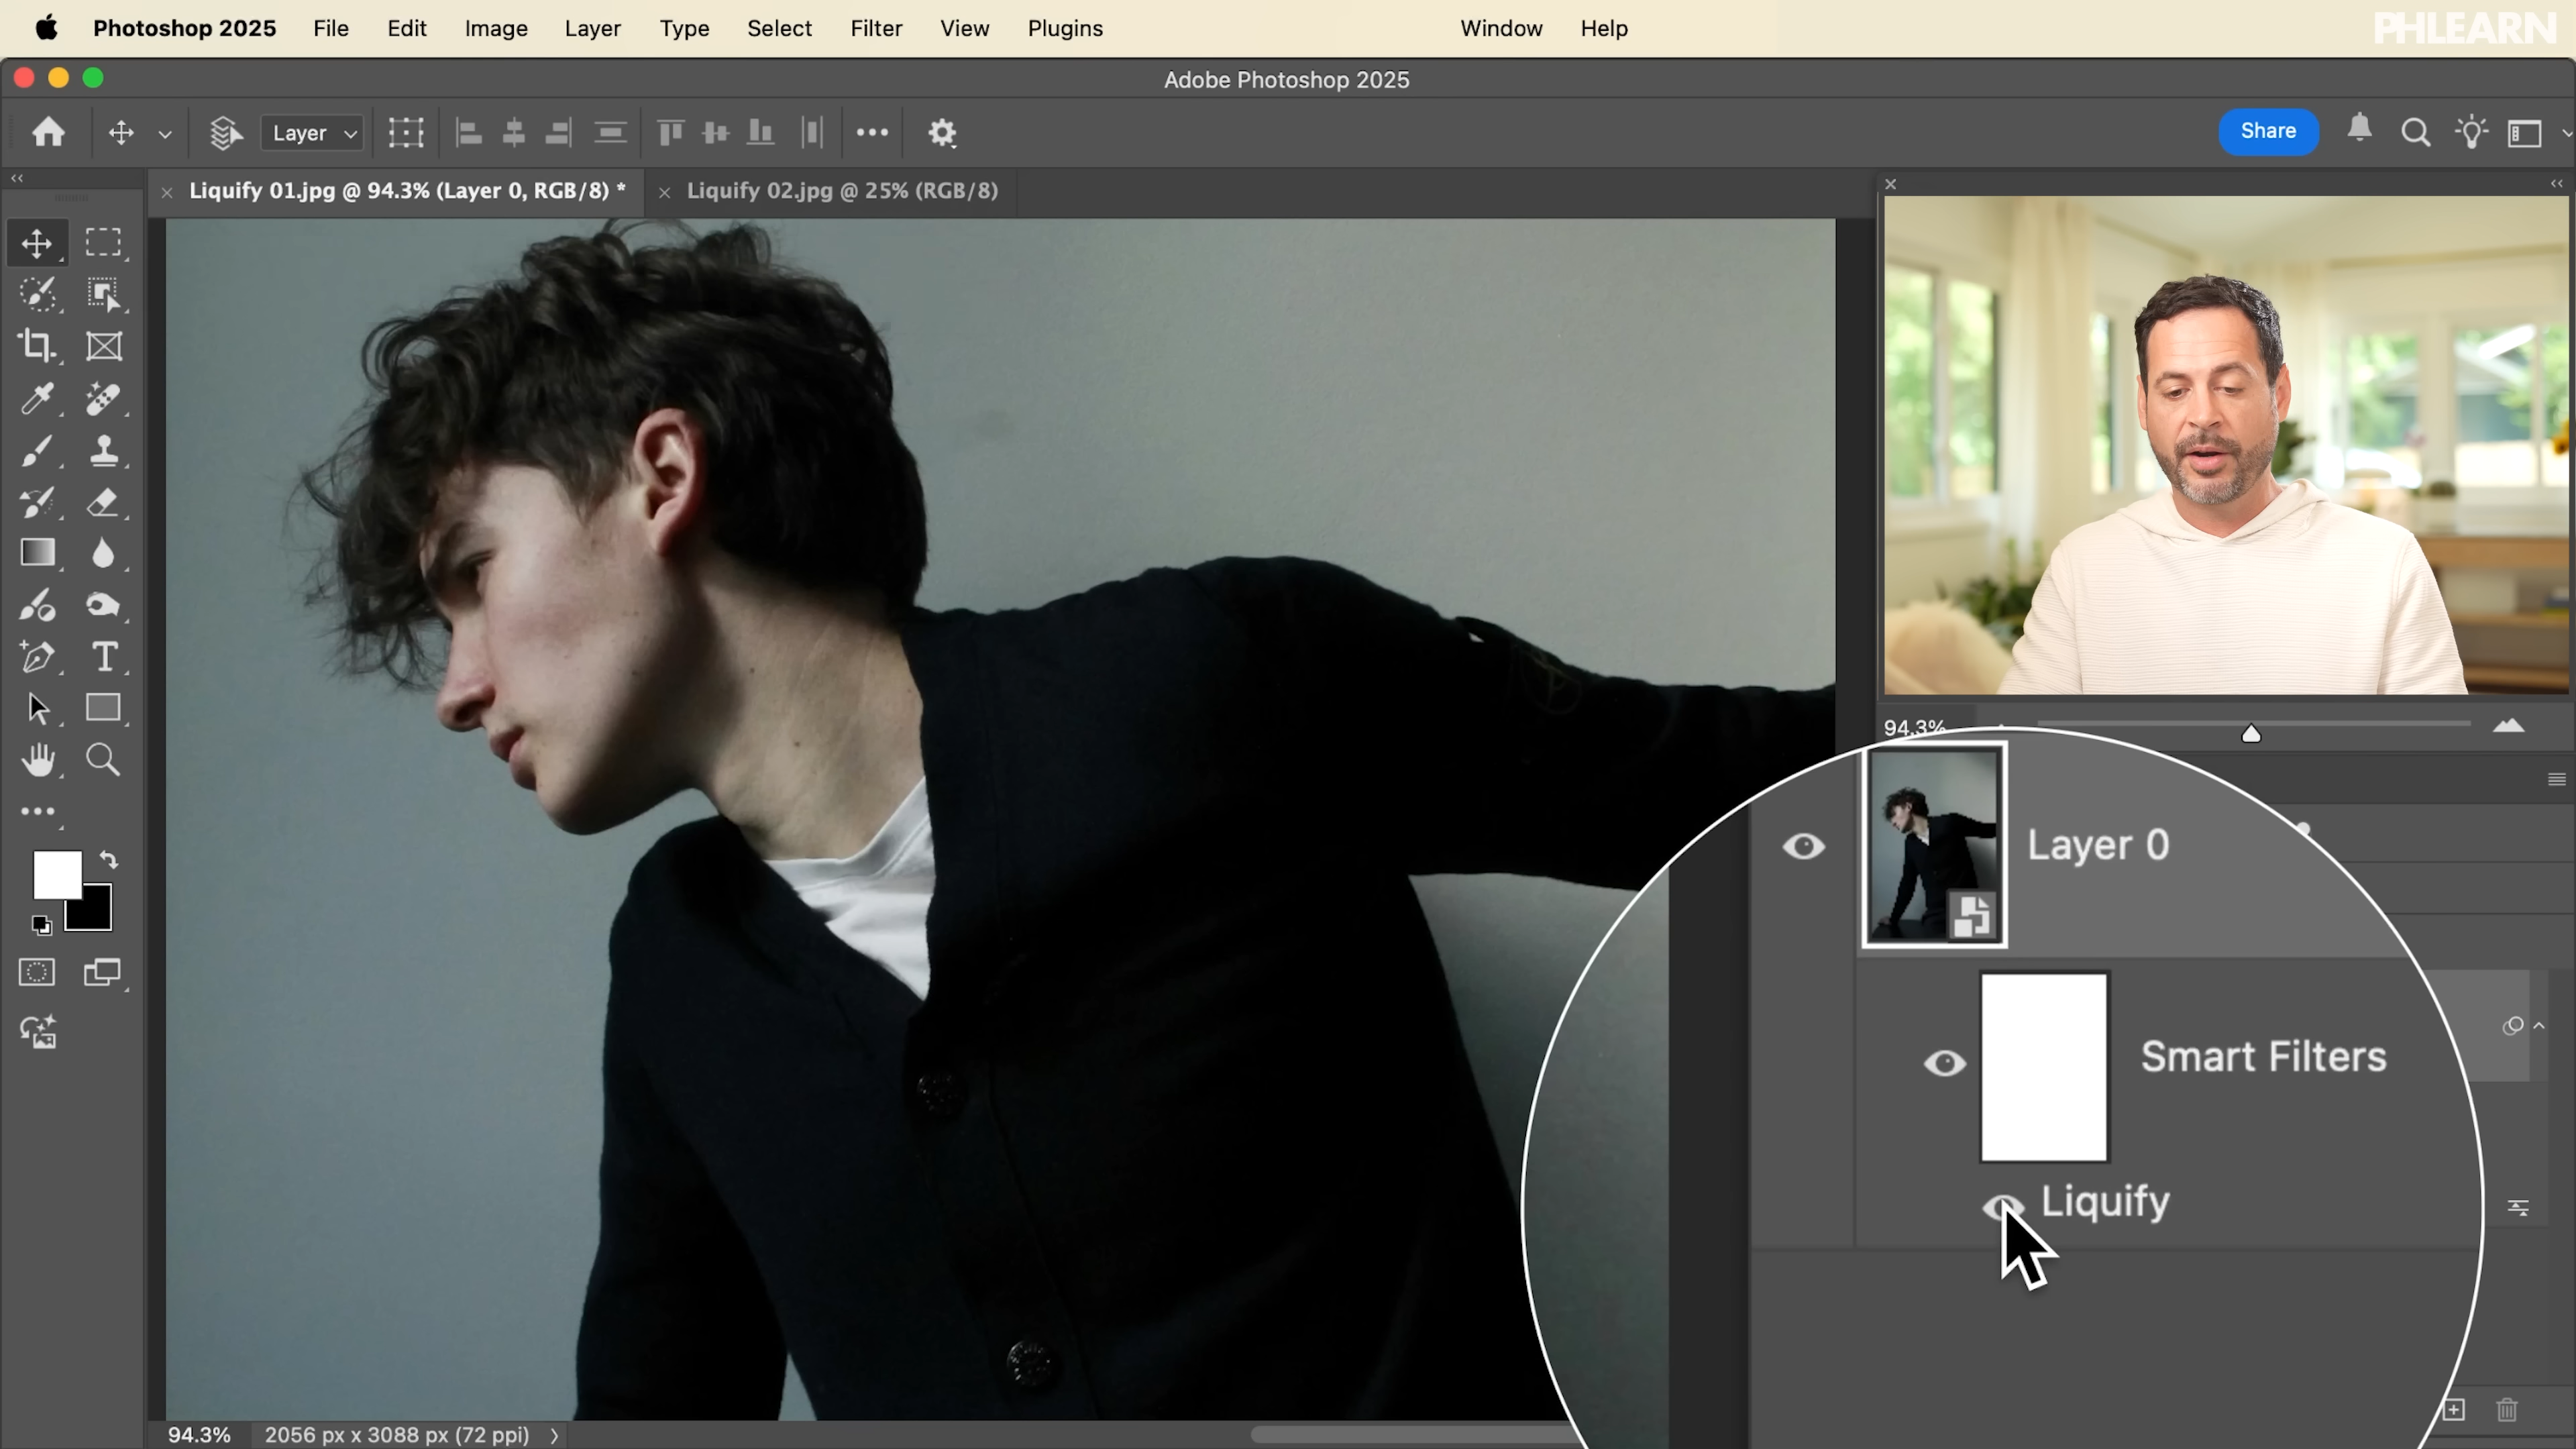 Photoshop 2025 File Edit Image Layer Type Select Filter View Plugins Window Help
PHLEARN
Adobe Photoshop 2025
Layer
Share
Liquify 01.jpg @ 94.3% (Layer 0, RGB/8) *
Liquify 02.jpg @ 25% (RGB/8)
94.3%
Layer 0
Smart Filters
Liquify
94.3% 2056 px x 3088 px (72 ppi)